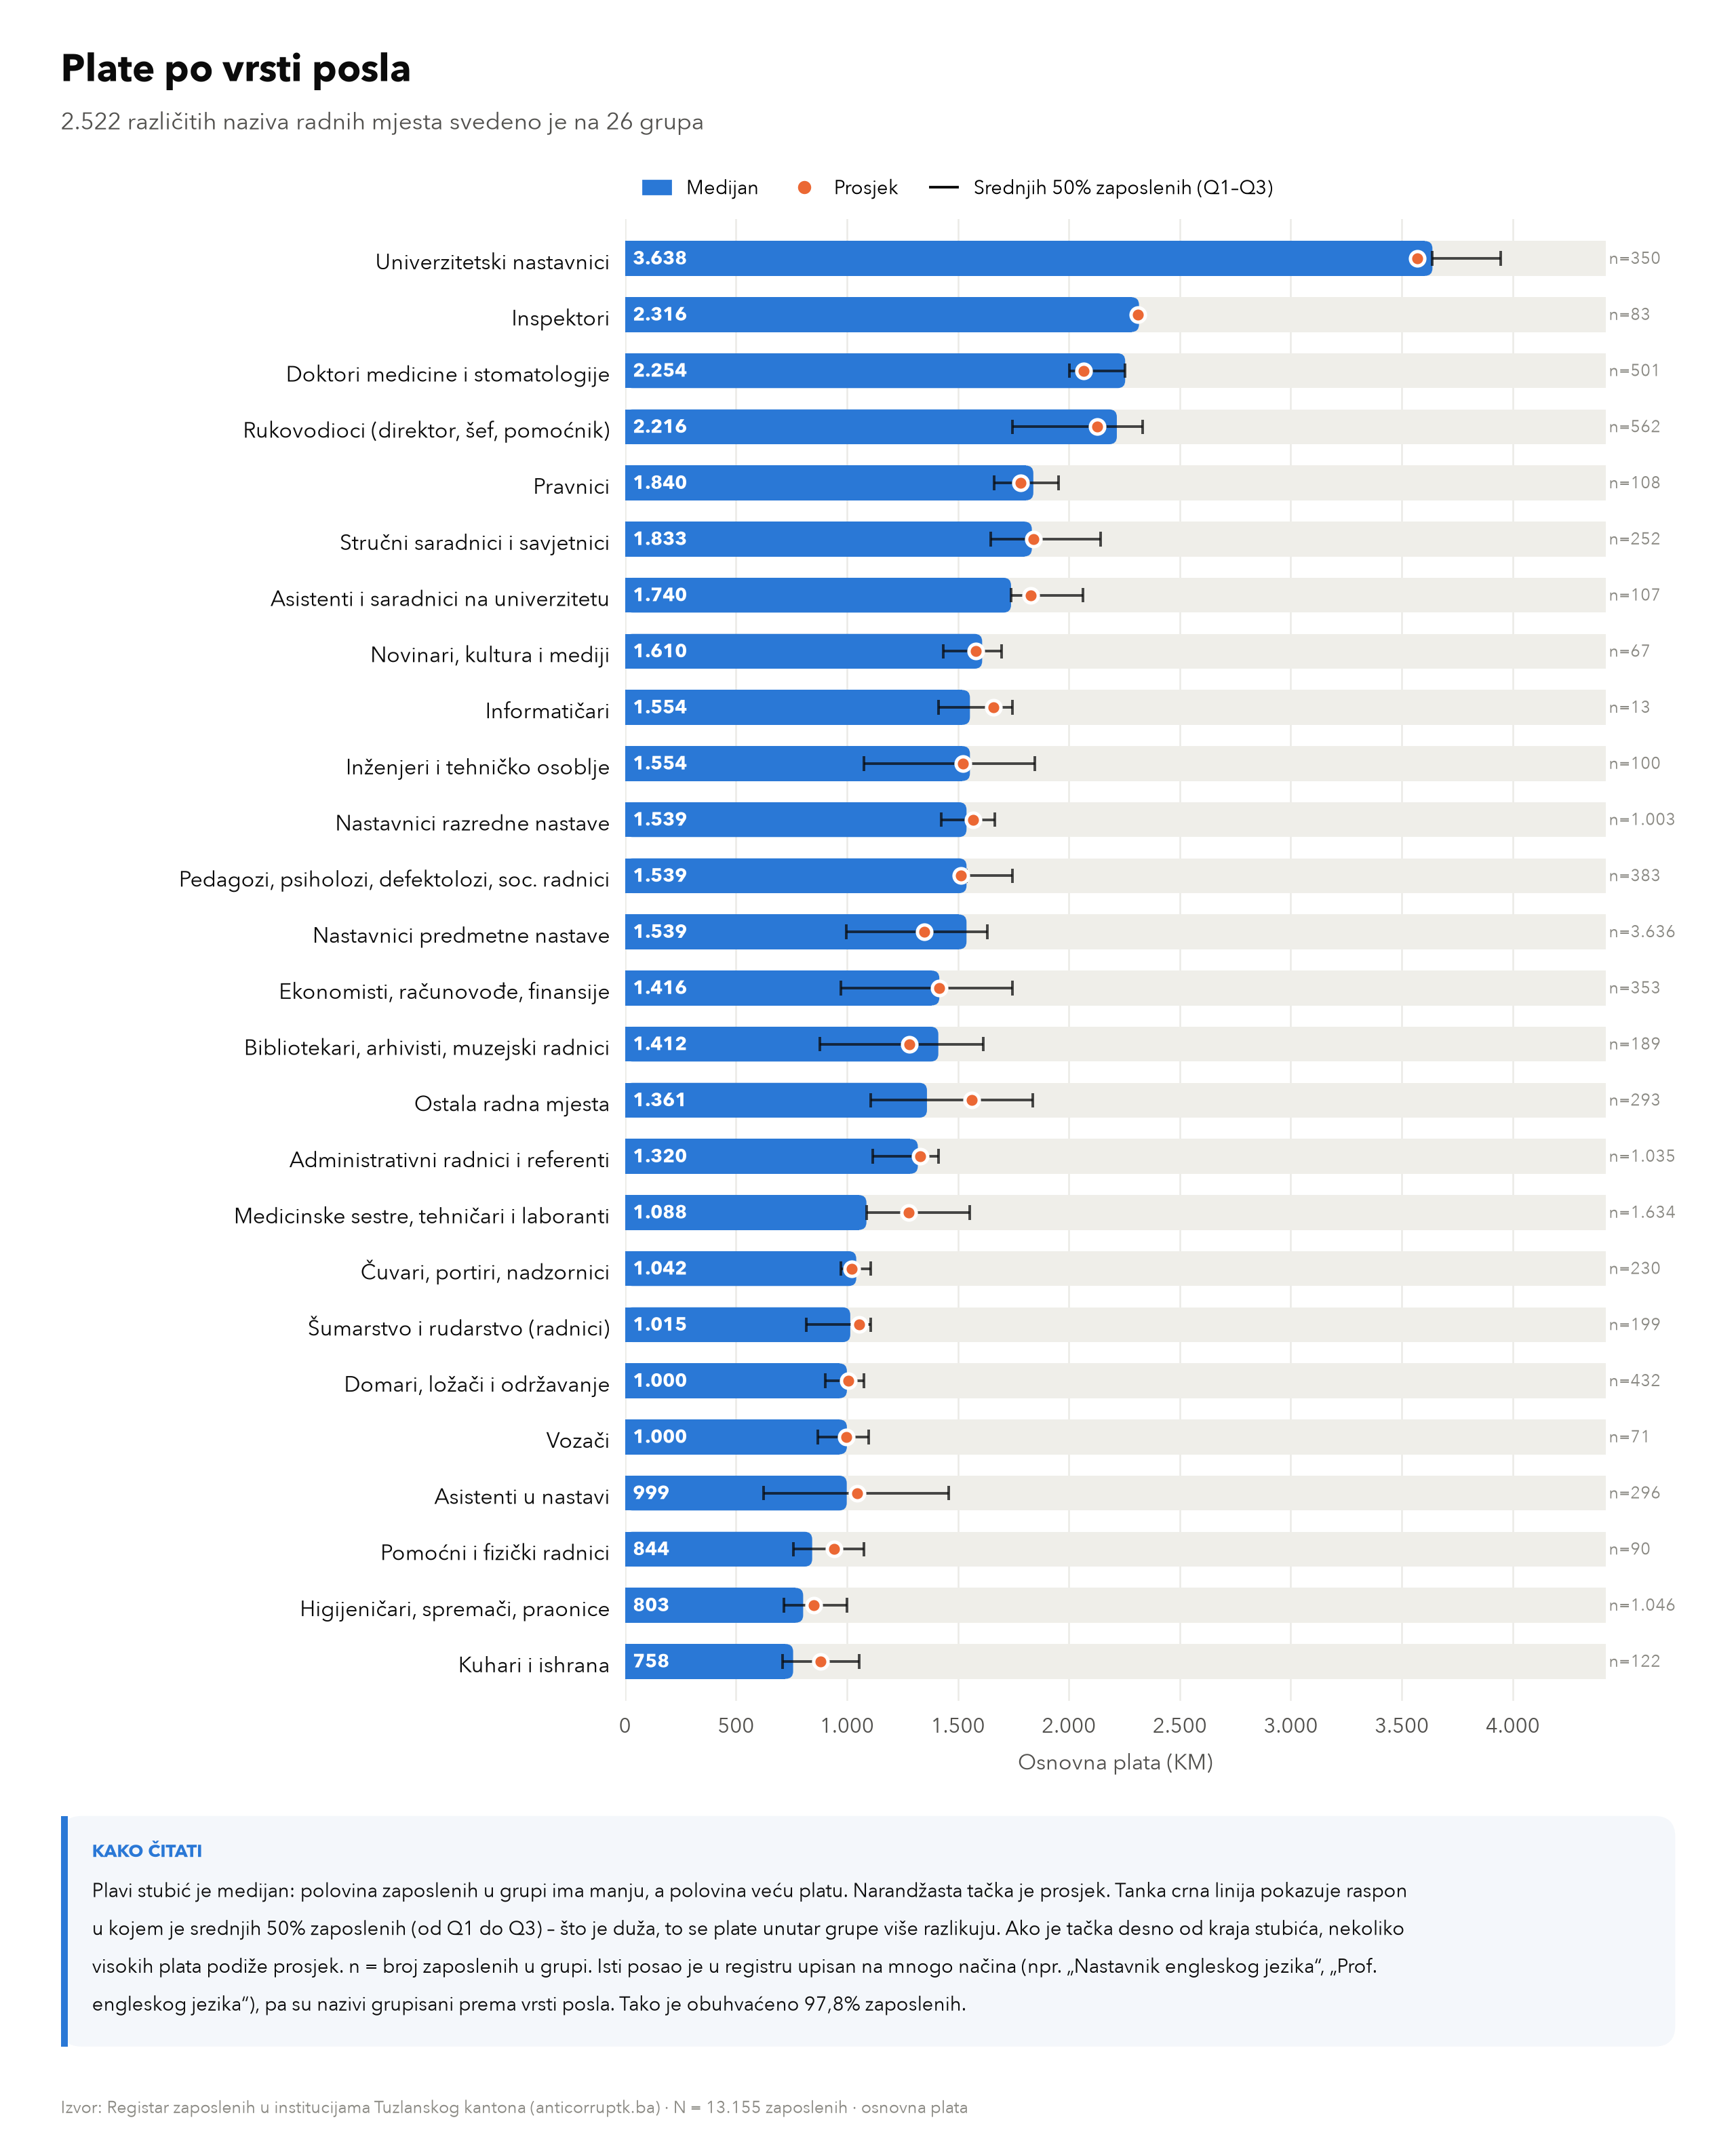 Plate po vrsti posla
2.522 različitih naziva radnih mjesta svedeno je na 26 grupa
Medijan Prosjek Srednjih 50% zaposlenih (Q1–Q3)
Univerzitetski nastavnici 3.638 n=350
Inspektori 2.316 n=83
Doktori medicine i stomatologije 2.254 n=501
Rukovodioci (direktor, šef, pomoćnik) 2.216 n=562
Pravnici 1.840 n=108
Stručni saradnici i savjetnici 1.833 n=252
Asistenti i saradnici na univerzitetu 1.740 n=107
Novinari, kultura i mediji 1.610 n=67
Informatičari 1.554 n=13
Inženjeri i tehničko osoblje 1.554 n=100
Nastavnici razredne nastave 1.539 n=1.003
Pedagozi, psiholozi, defektolozi, soc. radnici 1.539 n=383
Nastavnici predmetne nastave 1.539 n=3.636
Ekonomisti, računovođe, finansije 1.416 n=353
Bibliotekari, arhivisti, muzejski radnici 1.412 n=189
Ostala radna mjesta 1.361 n=293
Administrativni radnici i referenti 1.320 n=1.035
Medicinske sestre, tehničari i laboranti 1.088 n=1.634
Čuvari, portiri, nadzornici 1.042 n=230
Šumarstvo i rudarstvo (radnici) 1.015 n=199
Domari, ložači i održavanje 1.000 n=432
Vozači 1.000 n=71
Asistenti u nastavi 999 n=296
Pomoćni i fizički radnici 844 n=90
Higijeničari, spremači, praonice 803 n=1.046
Kuhari i ishrana 758 n=122
0 500 1.000 1.500 2.000 2.500 3.000 3.500 4.000
Osnovna plata (KM)
KAKO ČITATI
Plavi stubić je medijan: polovina zaposlenih u grupi ima manju, a polovina veću platu. Narandžasta tačka je prosjek. Tanka crna linija pokazuje raspon
u kojem je srednjih 50% zaposlenih (od Q1 do Q3) – što je duža, to se plate unutar grupe više razlikuju. Ako je tačka desno od kraja stubića, nekoliko
visokih plata podiže prosjek. n = broj zaposlenih u grupi. Isti posao je u registru upisan na mnogo načina (npr. „Nastavnik engleskog jezika“, „Prof.
engleskog jezika“), pa su nazivi grupisani prema vrsti posla. Tako je obuhvaćeno 97,8% zaposlenih.
Izvor: Registar zaposlenih u institucijama Tuzlanskog kantona (anticorruptk.ba) · N = 13.155 zaposlenih · osnovna plata